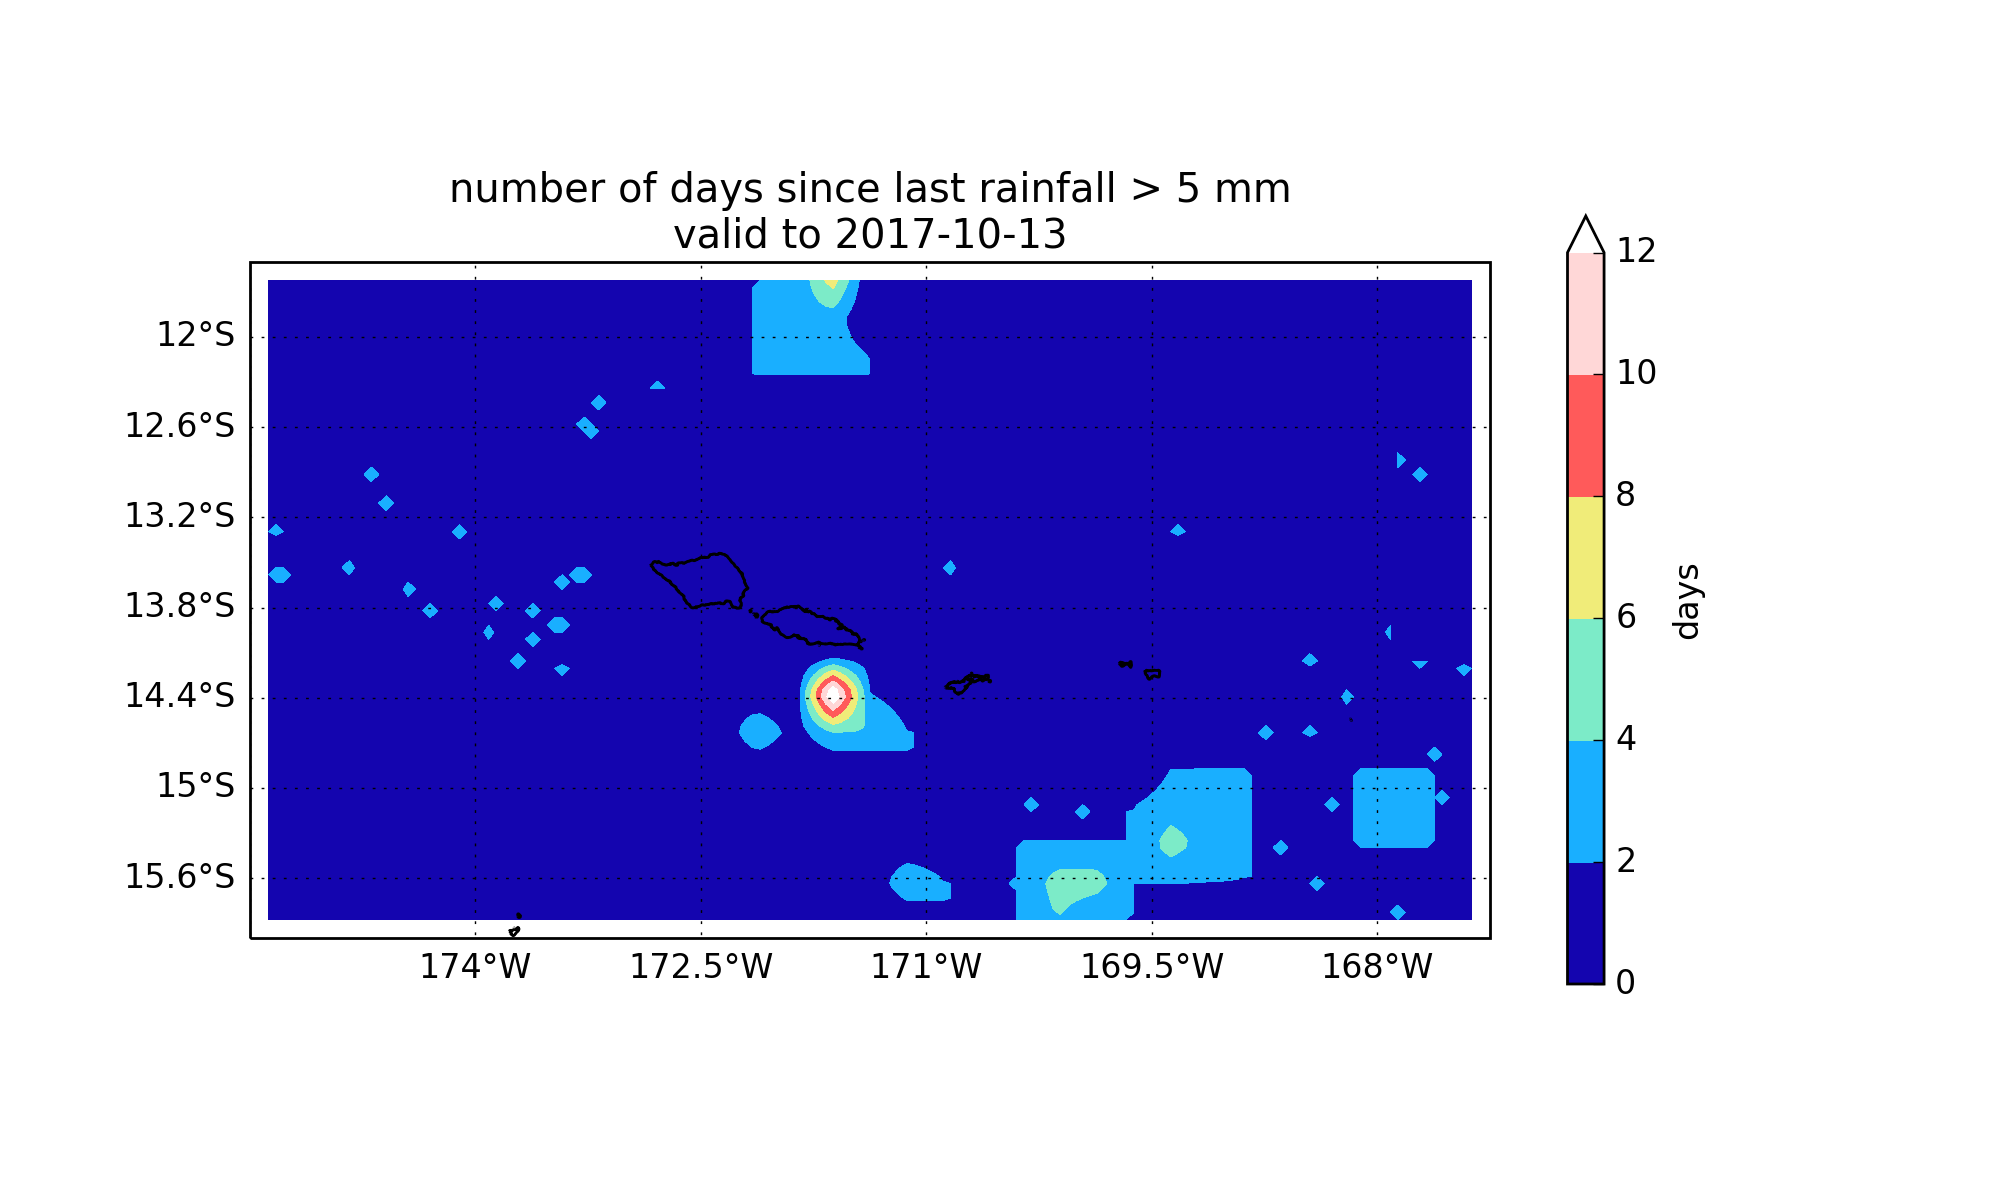 number of days since last rainfall > 5 mm
valid to 2017-10-13
12°S
12.6°S
13.2°S
13.8°S
14.4°S
15°S
15.6°S
174°W 172.5°W 171°W 169.5°W 168°W
12
10
8
6
4
2
0
days